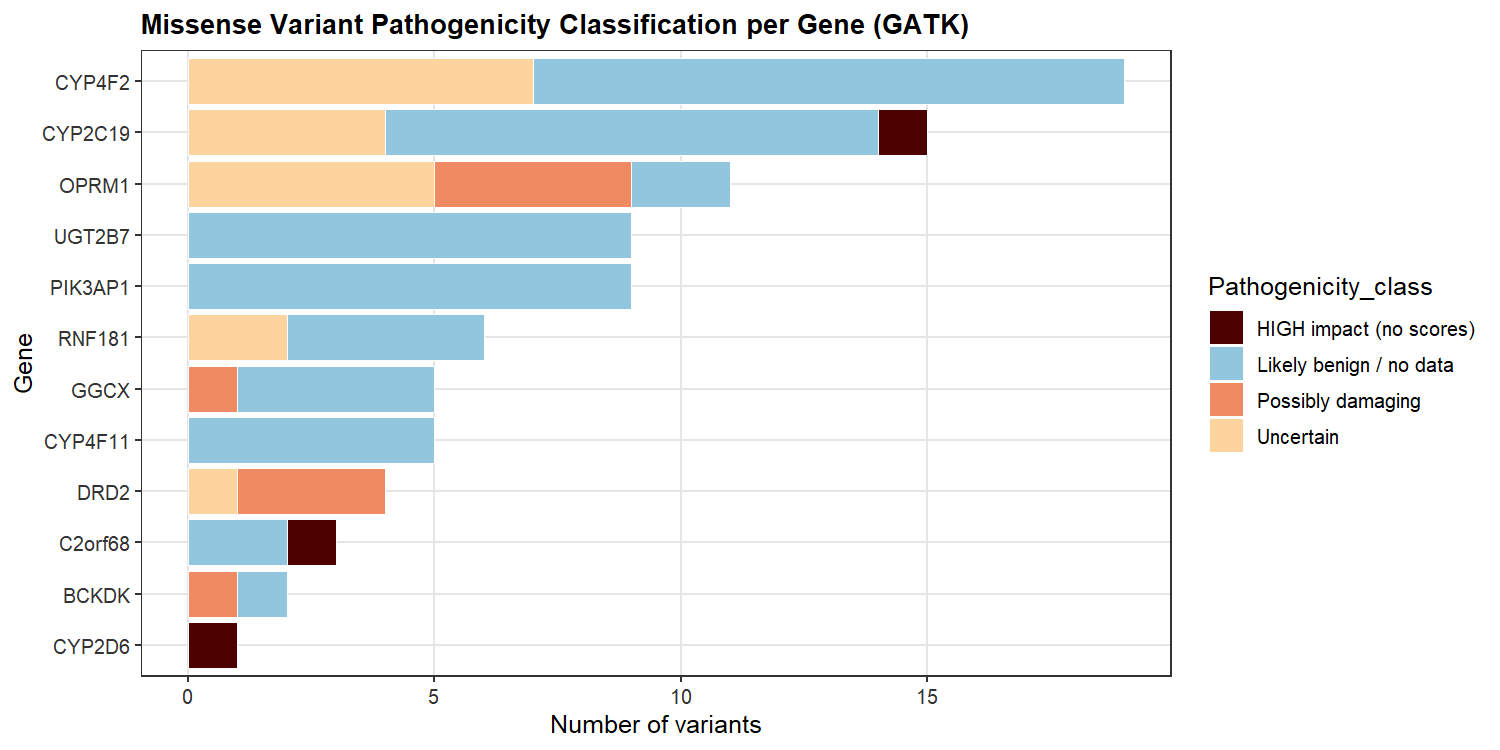 Missense Variant Pathogenicity Classification per Gene (GATK)
CYP4F2
CYP2C19
OPRM1
UGT2B7
PIK3AP1
RNF181
GGCX
CYP4F11
DRD2
C2orf68
BCKDK
CYP2D6
Gene
0 5 10 15
Number of variants
Pathogenicity_class
HIGH impact (no scores)
Likely benign / no data
Possibly damaging
Uncertain